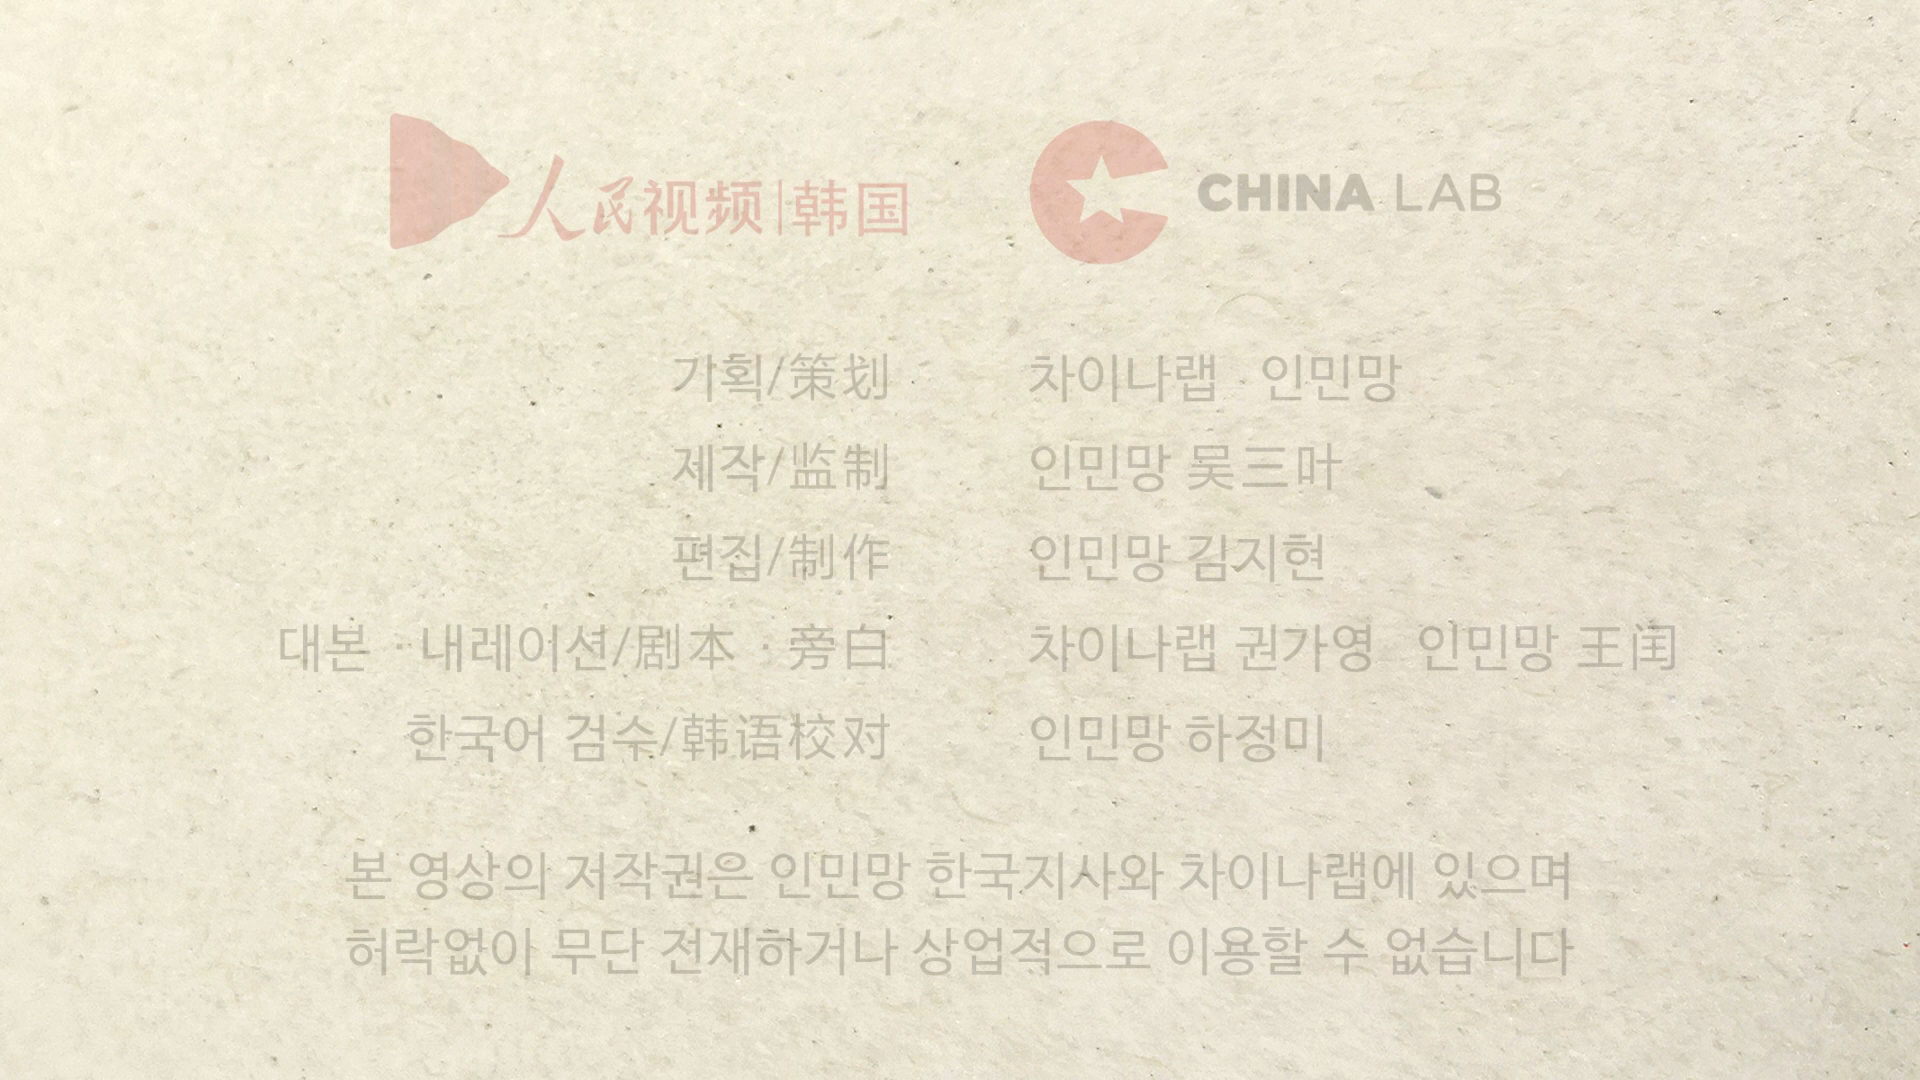 人民视频|韩国 CHINA LAB
가획/策划 차이나랩 인민망
제작/监制 인민망 吴三叶
편집/制作 인민망 김지현
대본 · 내레이션/剧本 · 旁白 차이나랩 권가영 인민망 王闰
한국어 검수/韩语校对 인민망 하정미
본 영상의 저작권은 인민망 한국지사와 차이나랩에 있으며
허락없이 무단 전재하거나 상업적으로 이용할 수 없습니다